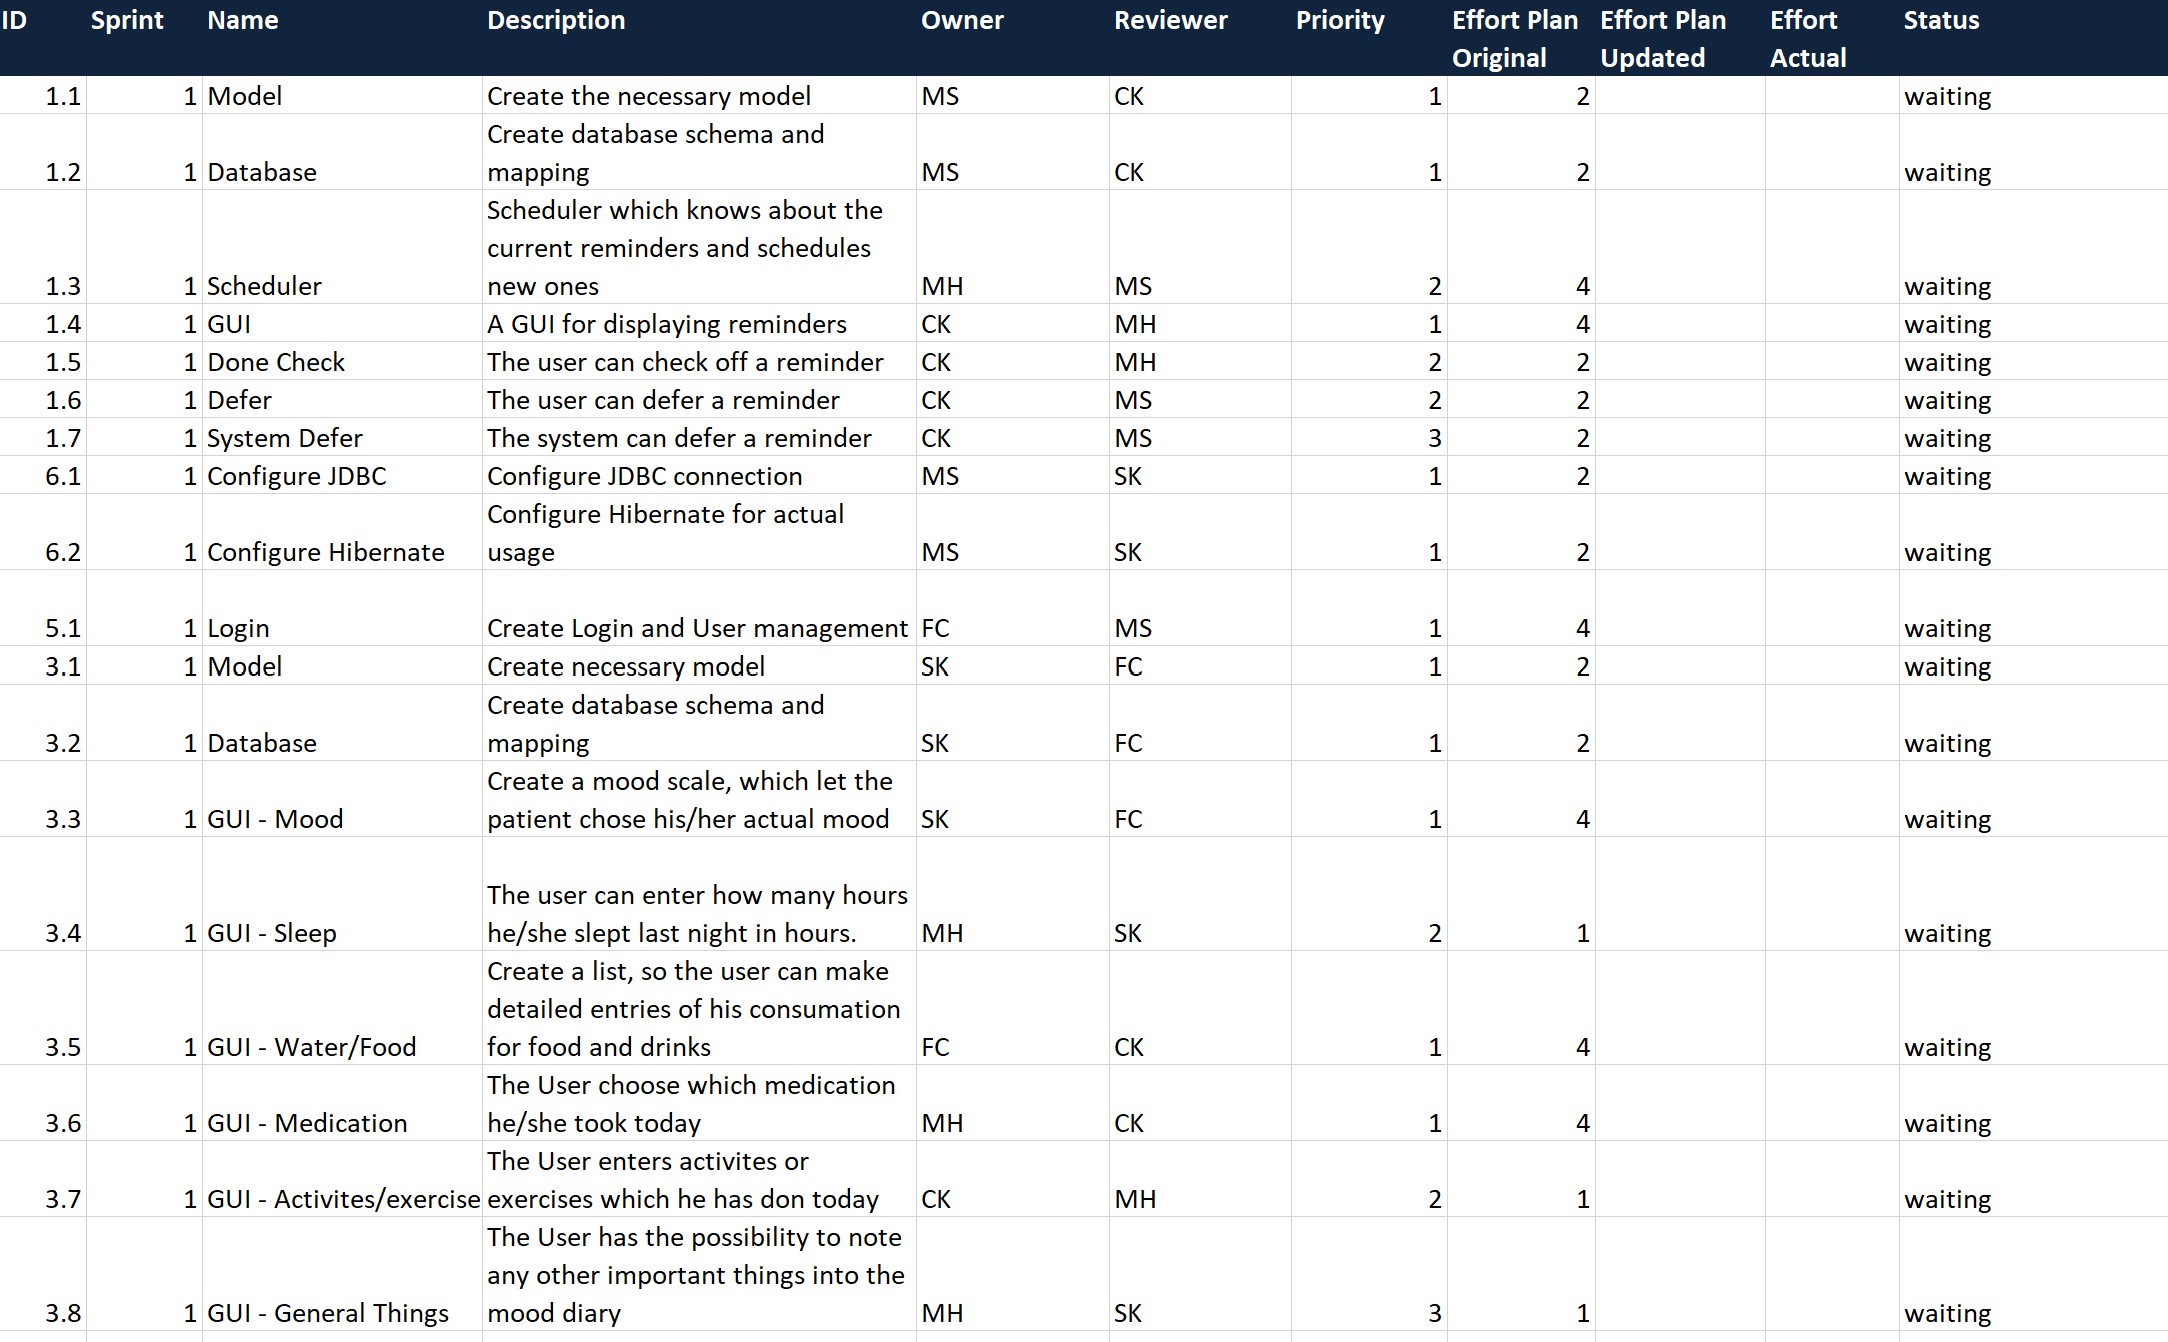 ID Sprint Name Description Owner Reviewer Priority Effort Plan Original Effort Plan Updated Effort Actual Status
1.1 1 Model Create the necessary model MS CK 1 2 waiting
Create database schema and
1.2 1 Database mapping MS CK 1 2 waiting
Scheduler which knows about the
current reminders and schedules
1.3 1 Scheduler new ones MH MS 2 4 waiting
1.4 1 GUI A GUI for displaying reminders CK MH 1 4 waiting
1.5 1 Done Check The user can check off a reminder CK MH 2 2 waiting
1.6 1 Defer The user can defer a reminder CK MS 2 2 waiting
1.7 1 System Defer The system can defer a reminder CK MS 3 2 waiting
6.1 1 Configure JDBC Configure JDBC connection MS SK 1 2 waiting
Configure Hibernate for actual
6.2 1 Configure Hibernate usage MS SK 1 2 waiting
5.1 1 Login Create Login and User management FC MS 1 4 waiting
3.1 1 Model Create necessary model SK FC 1 2 waiting
Create database schema and
3.2 1 Database mapping SK FC 1 2 waiting
Create a mood scale, which let the
3.3 1 GUI - Mood patient chose his/her actual mood SK FC 1 4 waiting
The user can enter how many hours
3.4 1 GUI - Sleep he/she slept last night in hours. MH SK 2 1 waiting
Create a list, so the user can make
detailed entries of his consumation
3.5 1 GUI - Water/Food for food and drinks FC CK 1 4 waiting
The User choose which medication
3.6 1 GUI - Medication he/she took today MH CK 1 4 waiting
The User enters activites or
3.7 1 GUI - Activites/exercise exercises which he has don today CK MH 2 1 waiting
The User has the possibility to note
any other important things into the
3.8 1 GUI - General Things mood diary MH SK 3 1 waiting